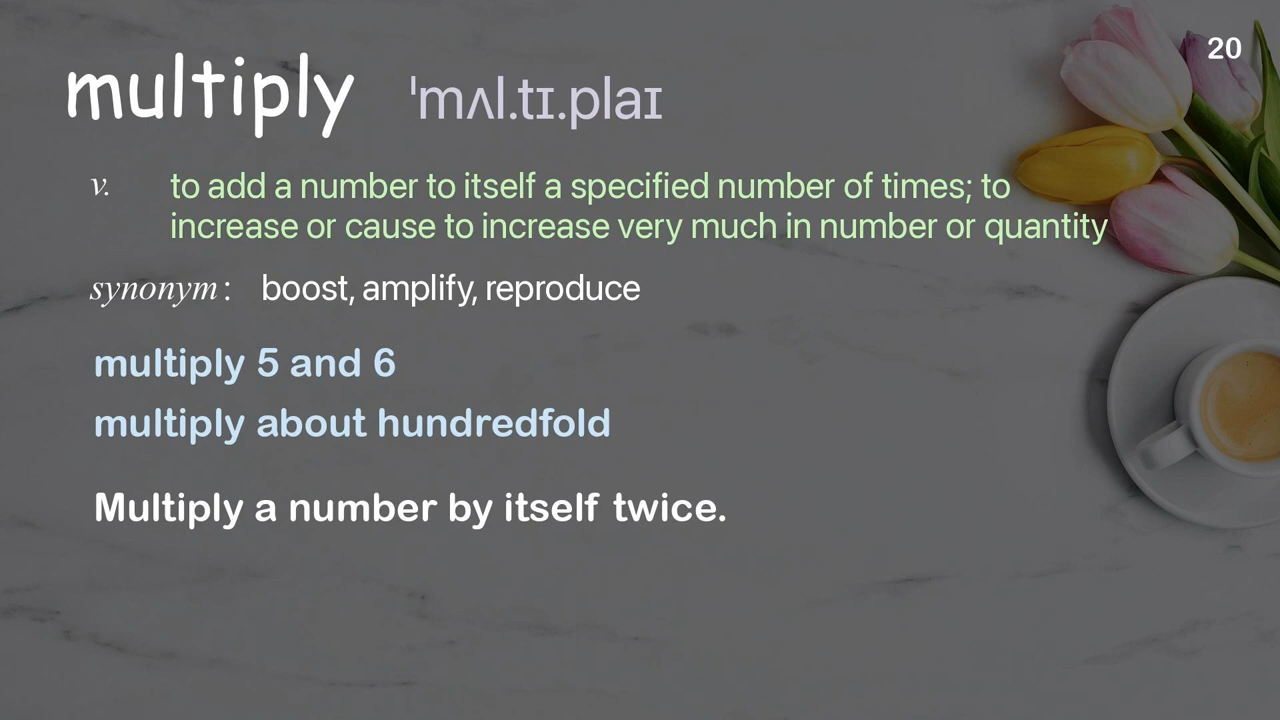 20
multiply ˈmʌl.tɪ.plaɪ
v. to add a number to itself a specified number of times; to
increase or cause to increase very much in number or quantity
synonym : boost, amplify, reproduce
multiply 5 and 6
multiply about hundredfold
Multiply a number by itself twice.